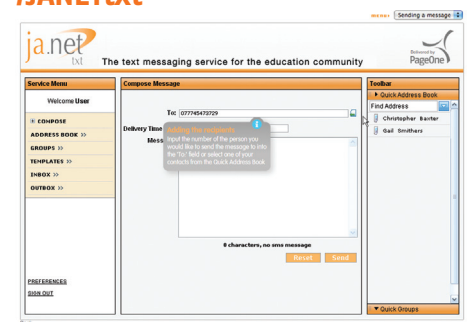 JANETtxt
MENU: Sending a message
ja.net
txt
The text messaging service for the education community
Delivered by
PageOne
Service Menu
Welcome User
COMPOSE
ADDRESS BOOK >>
GROUPS >>
TEMPLATES >>
INBOX >>
OUTBOX >>
PREFERENCES
SIGN OUT
Compose Message
To: 077745473729
Delivery Time
Mess
Adding the recipients
Input the number of the person you
would like to send the message to into
the 'To:' field or select one of your
contacts from the Quick Address Book
0 characters, no sms message
Reset Send
Toolbar
Quick Address Book
Find Address
Christopher Baxter
Gail Smithers
Quick Groups